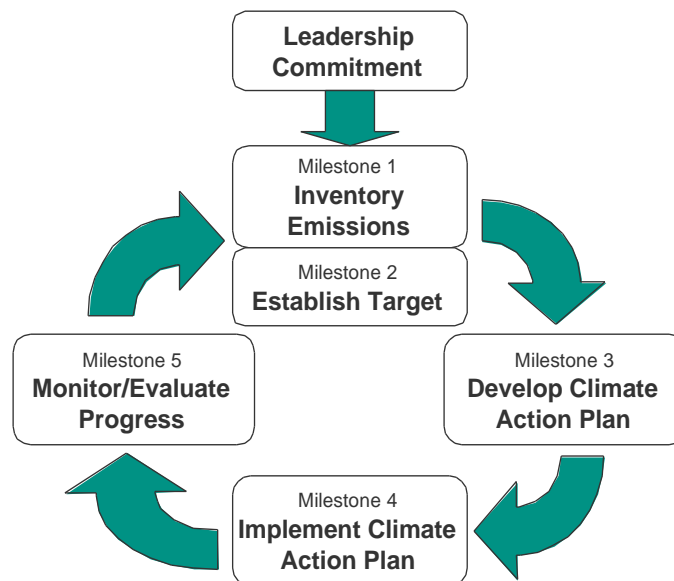 Leadership
Commitment
Milestone 1
Inventory
Emissions
Milestone 2
Establish Target
Milestone 5
Monitor/Evaluate
Progress
Milestone 3
Develop Climate
Action Plan
Milestone 4
Implement Climate
Action Plan